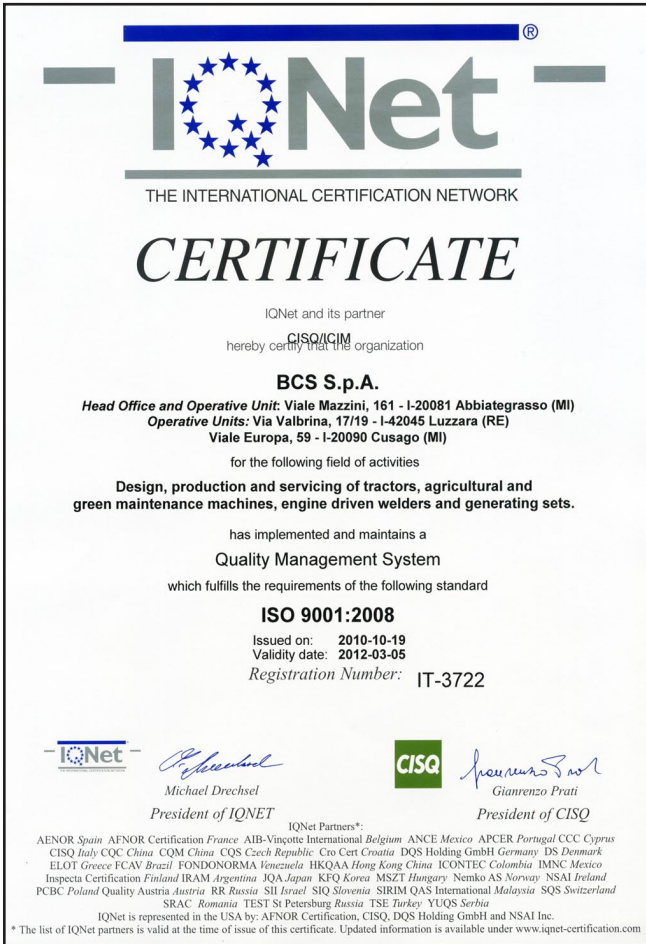 IQNet ®
THE INTERNATIONAL CERTIFICATION NETWORK
CERTIFICATE
IQNet and its partner
CISQ/ICIM
hereby certify that the organization
BCS S.p.A.
Head Office and Operative Unit: Viale Mazzini, 161 - I-20081 Abbiategrasso (MI)
Operative Units: Via Valbrina, 17/19 - I-42045 Luzzara (RE)
Viale Europa, 59 - I-20090 Cusago (MI)
for the following field of activities
Design, production and servicing of tractors, agricultural and
green maintenance machines, engine driven welders and generating sets.
has implemented and maintains a
Quality Management System
which fulfills the requirements of the following standard
ISO 9001:2008
Issued on: 2010-10-19
Validity date: 2012-03-05
Registration Number: IT-3722
IQNet
CISQ
Michael Drechsel
President of IQNET
Gianrenzo Prati
President of CISQ
IQNet Partners*:
AENOR Spain AFNOR Certification France AIB-Vinçotte International Belgium ANCE Mexico APCER Portugal CCC Cyprus
CISQ Italy CQC China CQM China CQS Czech Republic Cro Cert Croatia DQS Holding GmbH Germany DS Denmark
ELOT Greece FCAV Brazil FONDONORMA Venezuela HKQAA Hong Kong China ICONTEC Colombia IMNC Mexico
Inspecta Certification Finland IRAM Argentina JQA Japan KFQ Korea MSZT Hungary Nemko AS Norway NSAI Ireland
PCBC Poland Quality Austria Austria RR Russia SII Israel SIQ Slovenia SIRIM QAS International Malaysia SQS Switzerland
SRAC Romania TEST St Petersburg Russia TSE Turkey YUQS Serbia
IQNet is represented in the USA by: AFNOR Certification, CISQ, DQS Holding GmbH and NSAI Inc.
* The list of IQNet partners is valid at the time of issue of this certificate. Updated information is available under www.iqnet-certification.com